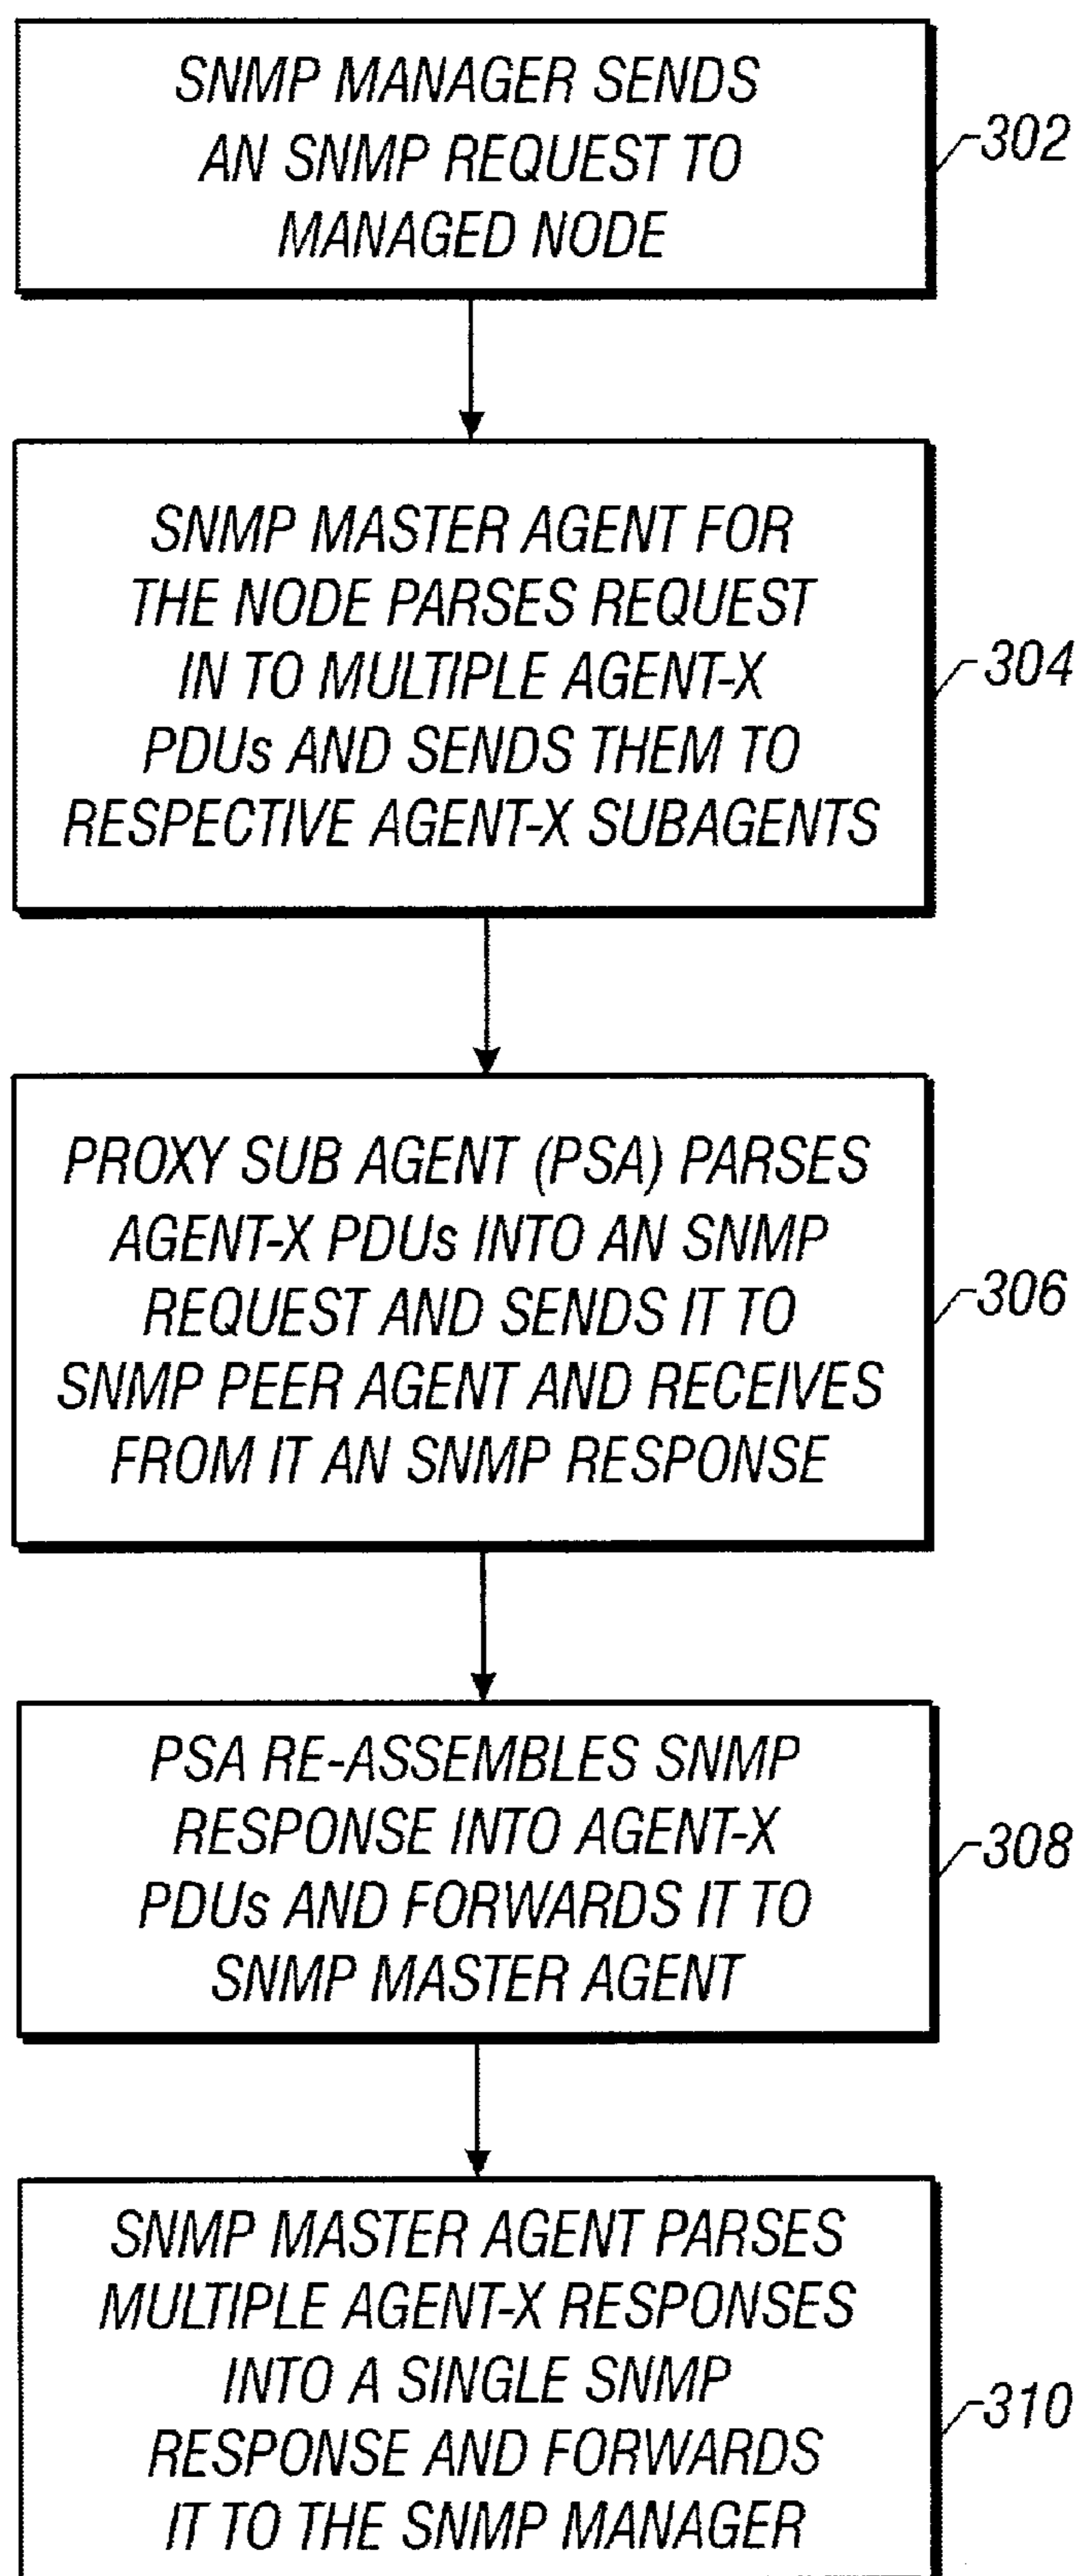 SNMP MANAGER SENDS
AN SNMP REQUEST TO
MANAGED NODE
302
SNMP MASTER AGENT FOR
THE NODE PARSES REQUEST
IN TO MULTIPLE AGENT-X
PDUs AND SENDS THEM TO
RESPECTIVE AGENT-X SUBAGENTS
304
PROXY SUB AGENT (PSA) PARSES
AGENT-X PDUs INTO AN SNMP
REQUEST AND SENDS IT TO
SNMP PEER AGENT AND RECEIVES
FROM IT AN SNMP RESPONSE
306
PSA RE-ASSEMBLES SNMP
RESPONSE INTO AGENT-X
PDUs AND FORWARDS IT TO
SNMP MASTER AGENT
308
SNMP MASTER AGENT PARSES
MULTIPLE AGENT-X RESPONSES
INTO A SINGLE SNMP
RESPONSE AND FORWARDS
IT TO THE SNMP MANAGER
310